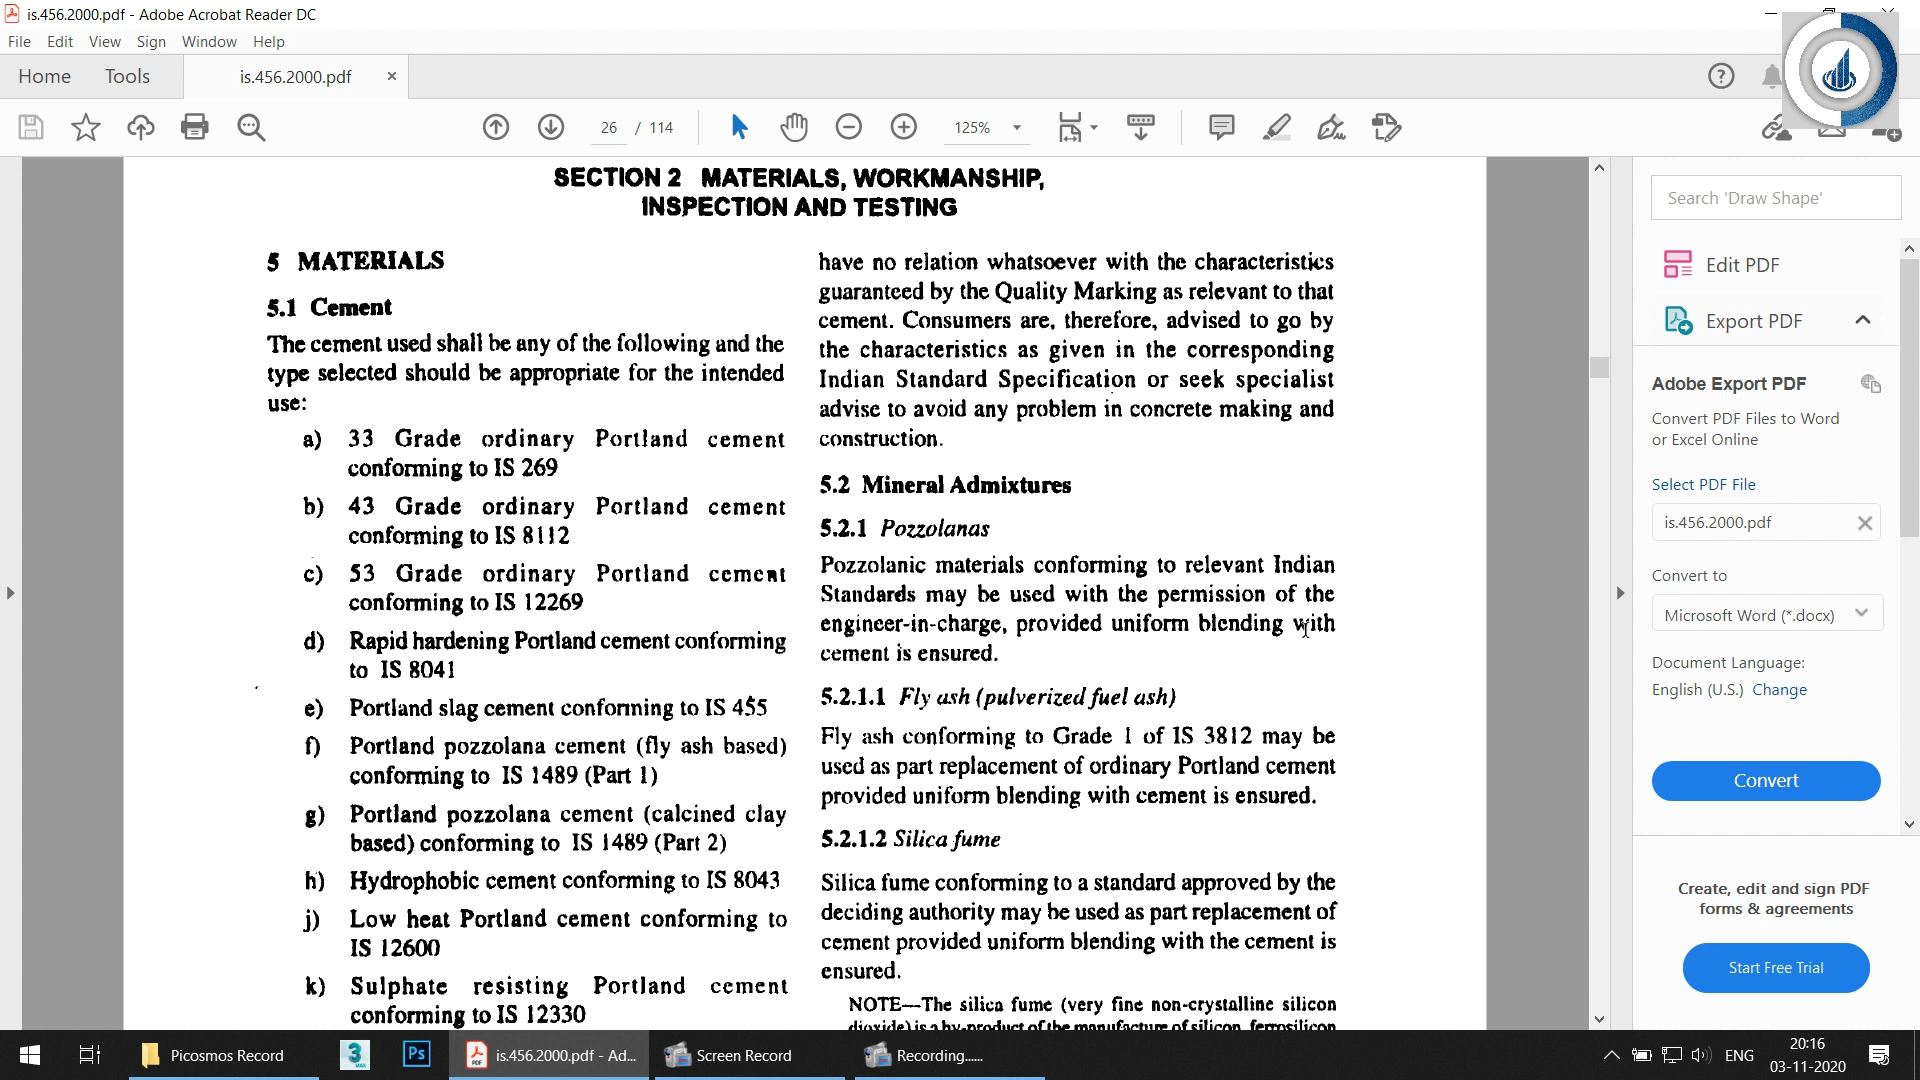 is.456.2000.pdf - Adobe Acrobat Reader DC
File Edit View Sign Window Help
Home Tools is.456.2000.pdf ×
26 / 114 125%
SECTION 2 MATERIALS, WORKMANSHIP,
INSPECTION AND TESTING
5 MATERIALS
5.1 Cement
The cement used shall be any of the following and the
type selected should be appropriate for the intended
use:
a) 33 Grade ordinary Portland cement
conforming to IS 269
b) 43 Grade ordinary Portland cement
conforming to IS 8112
c) 53 Grade ordinary Portland cement
conforming to IS 12269
d) Rapid hardening Portland cement conforming
to IS 8041
e) Portland slag cement conforming to IS 455
f) Portland pozzolana cement (fly ash based)
conforming to IS 1489 (Part 1)
g) Portland pozzolana cement (calcined clay
based) conforming to IS 1489 (Part 2)
h) Hydrophobic cement conforming to IS 8043
j) Low heat Portland cement conforming to
IS 12600
k) Sulphate resisting Portland cement
conforming to IS 12330
have no relation whatsoever with the characteristics
guaranteed by the Quality Marking as relevant to that
cement. Consumers are, therefore, advised to go by
the characteristics as given in the corresponding
Indian Standard Specification or seek specialist
advise to avoid any problem in concrete making and
construction.
5.2 Mineral Admixtures
5.2.1 Pozzolanas
Pozzolanic materials conforming to relevant Indian
Standards may be used with the permission of the
engineer-in-charge, provided uniform blending with
cement is ensured.
5.2.1.1 Fly ash (pulverized fuel ash)
Fly ash conforming to Grade 1 of IS 3812 may be
used as part replacement of ordinary Portland cement
provided uniform blending with cement is ensured.
5.2.1.2 Silica fume
Silica fume conforming to a standard approved by the
deciding authority may be used as part replacement of
cement provided uniform blending with the cement is
ensured.
NOTE—The silica fume (very fine non-crystalline silicon
dioxide) is a by-product of the manufacture of silicon, ferrosilicon
Search 'Draw Shape'
Edit PDF
Export PDF
Adobe Export PDF
Convert PDF Files to Word
or Excel Online
Select PDF File
is.456.2000.pdf
Convert to
Microsoft Word (*.docx)
Document Language:
English (U.S.) Change
Convert
Create, edit and sign PDF
forms & agreements
Start Free Trial
Picosmos Record
3
MAX
Ps
is.456.2000.pdf - Ad...
Screen Record
Recording......
ENG
20:16
03-11-2020